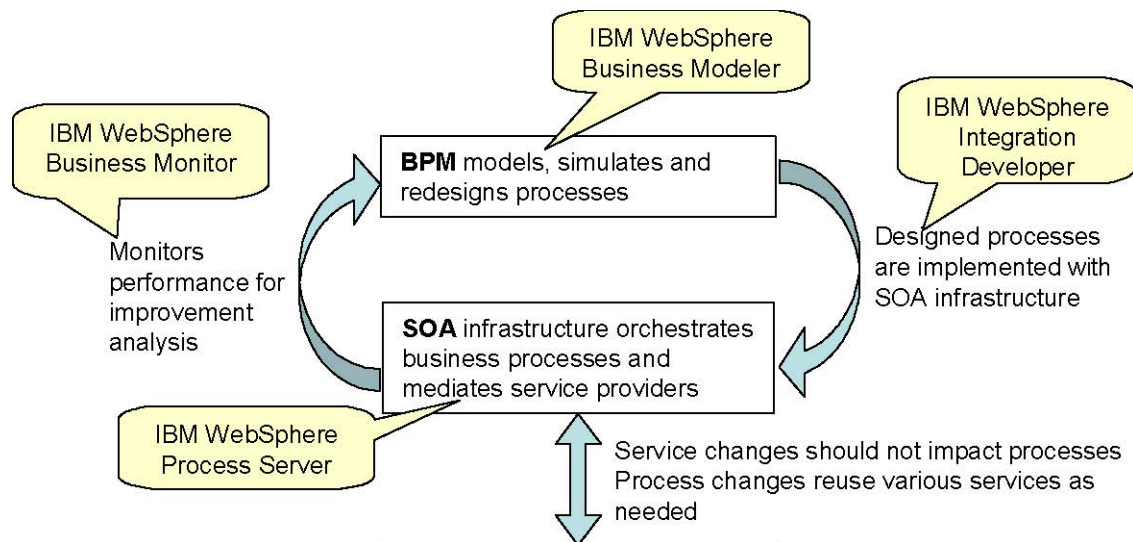 IBM WebSphere
Business Modeler
IBM WebSphere
Business Monitor
IBM WebSphere
Integration
Developer
BPM models, simulates and
redesigns processes
Monitors
performance for
improvement
analysis
Designed processes
are implemented with
SOA infrastructure
SOA infrastructure orchestrates
business processes and
mediates service providers
IBM WebSphere
Process Server
Service changes should not impact processes
Process changes reuse various services as
needed